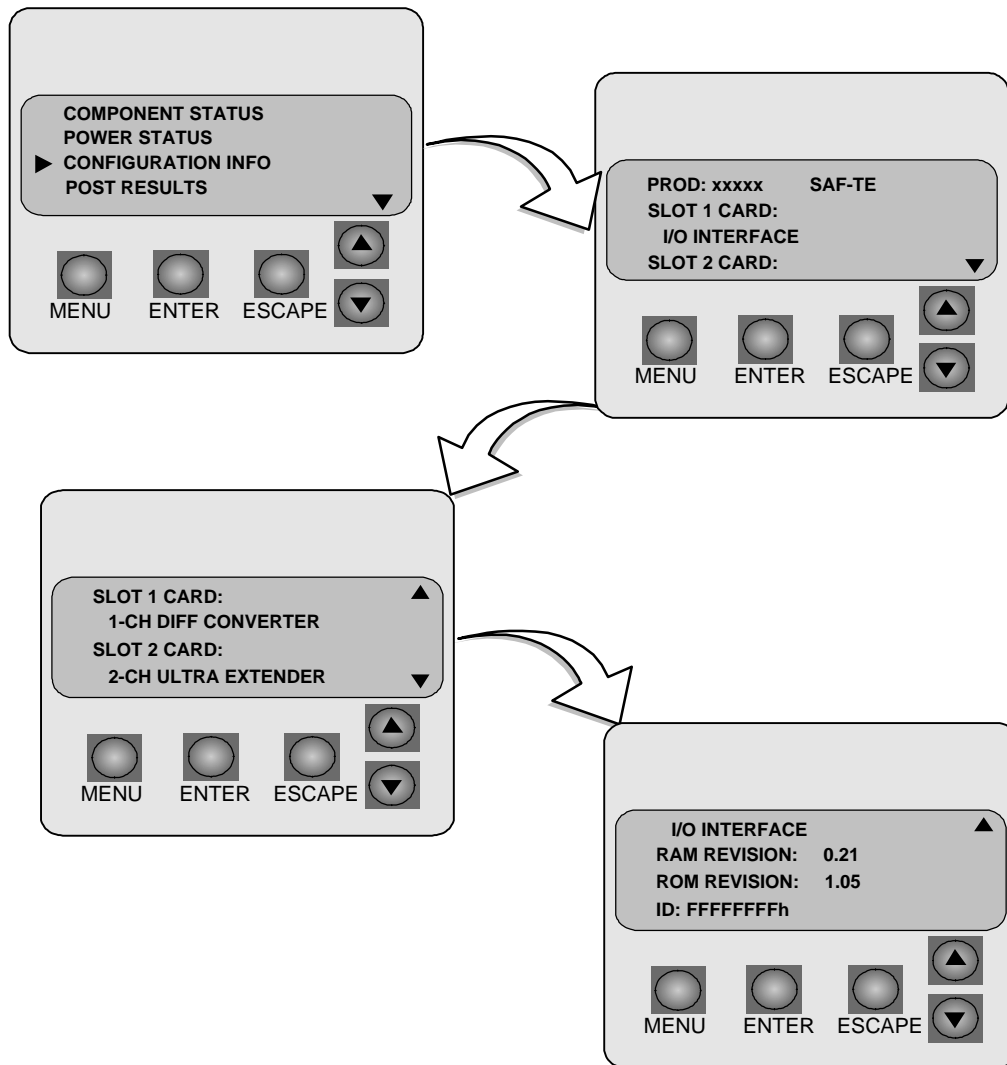 COMPONENT STATUS
POWER STATUS
CONFIGURATION INFO
POST RESULTS
MENU ENTER ESCAPE
PROD: xxxxx SAF-TE
SLOT 1 CARD:
I/O INTERFACE
SLOT 2 CARD:
MENU ENTER ESCAPE
SLOT 1 CARD:
1-CH DIFF CONVERTER
SLOT 2 CARD:
2-CH ULTRA EXTENDER
MENU ENTER ESCAPE
I/O INTERFACE
RAM REVISION: 0.21
ROM REVISION: 1.05
ID: FFFFFFFFh
MENU ENTER ESCAPE